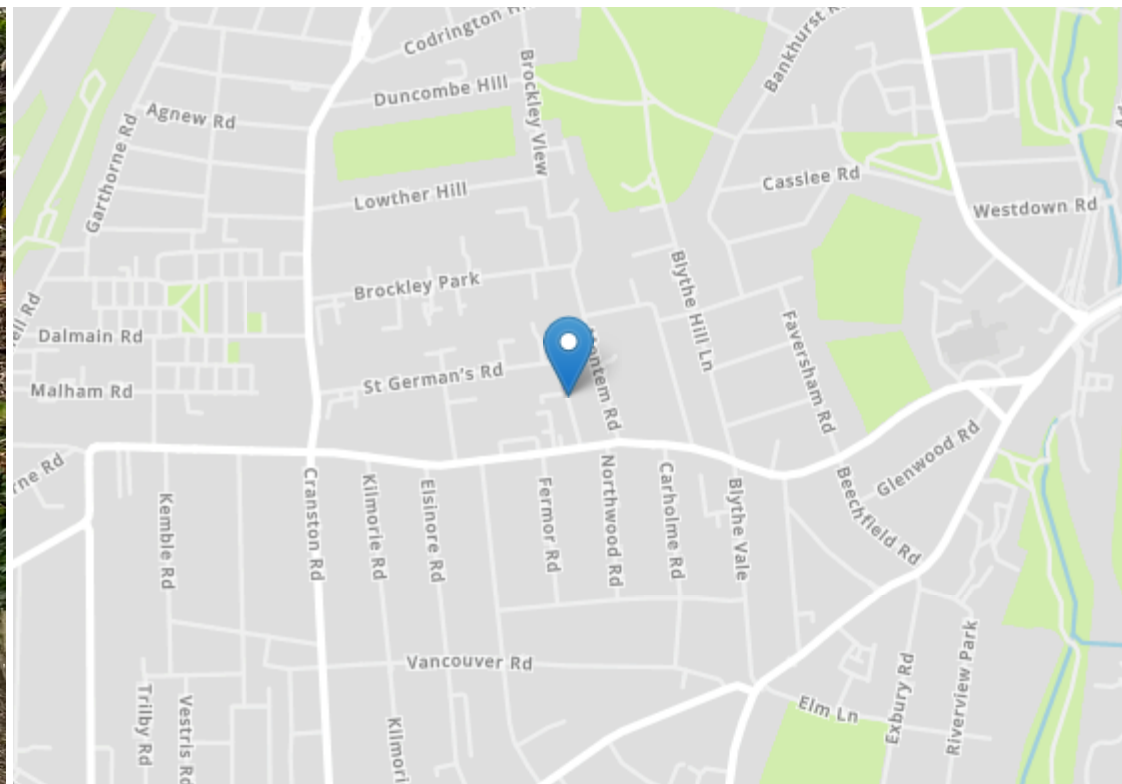 Codrington
Duncombe Hill
Brockley View
Bankhurst
Agnew Rd
Garthorne Rd
Casslee Rd
Lowther Hill
Westdown Rd
Blythe Hill Ln
Brockley Park
Faversham Rd
Dalmain Rd
St German's Rd
Malham Rd
Rd
Glenwood Rd
Cranston Rd
Kilmorie Rd
Elsinore Rd
Fermor Rd
Northwood Rd
Carholme Rd
Blythe Vale
Beechfield Rd
Kemble Rd
Vancouver Rd
Trilby Rd
Vestris Rd
Elm Ln
Exbury Rd
Riverview Park